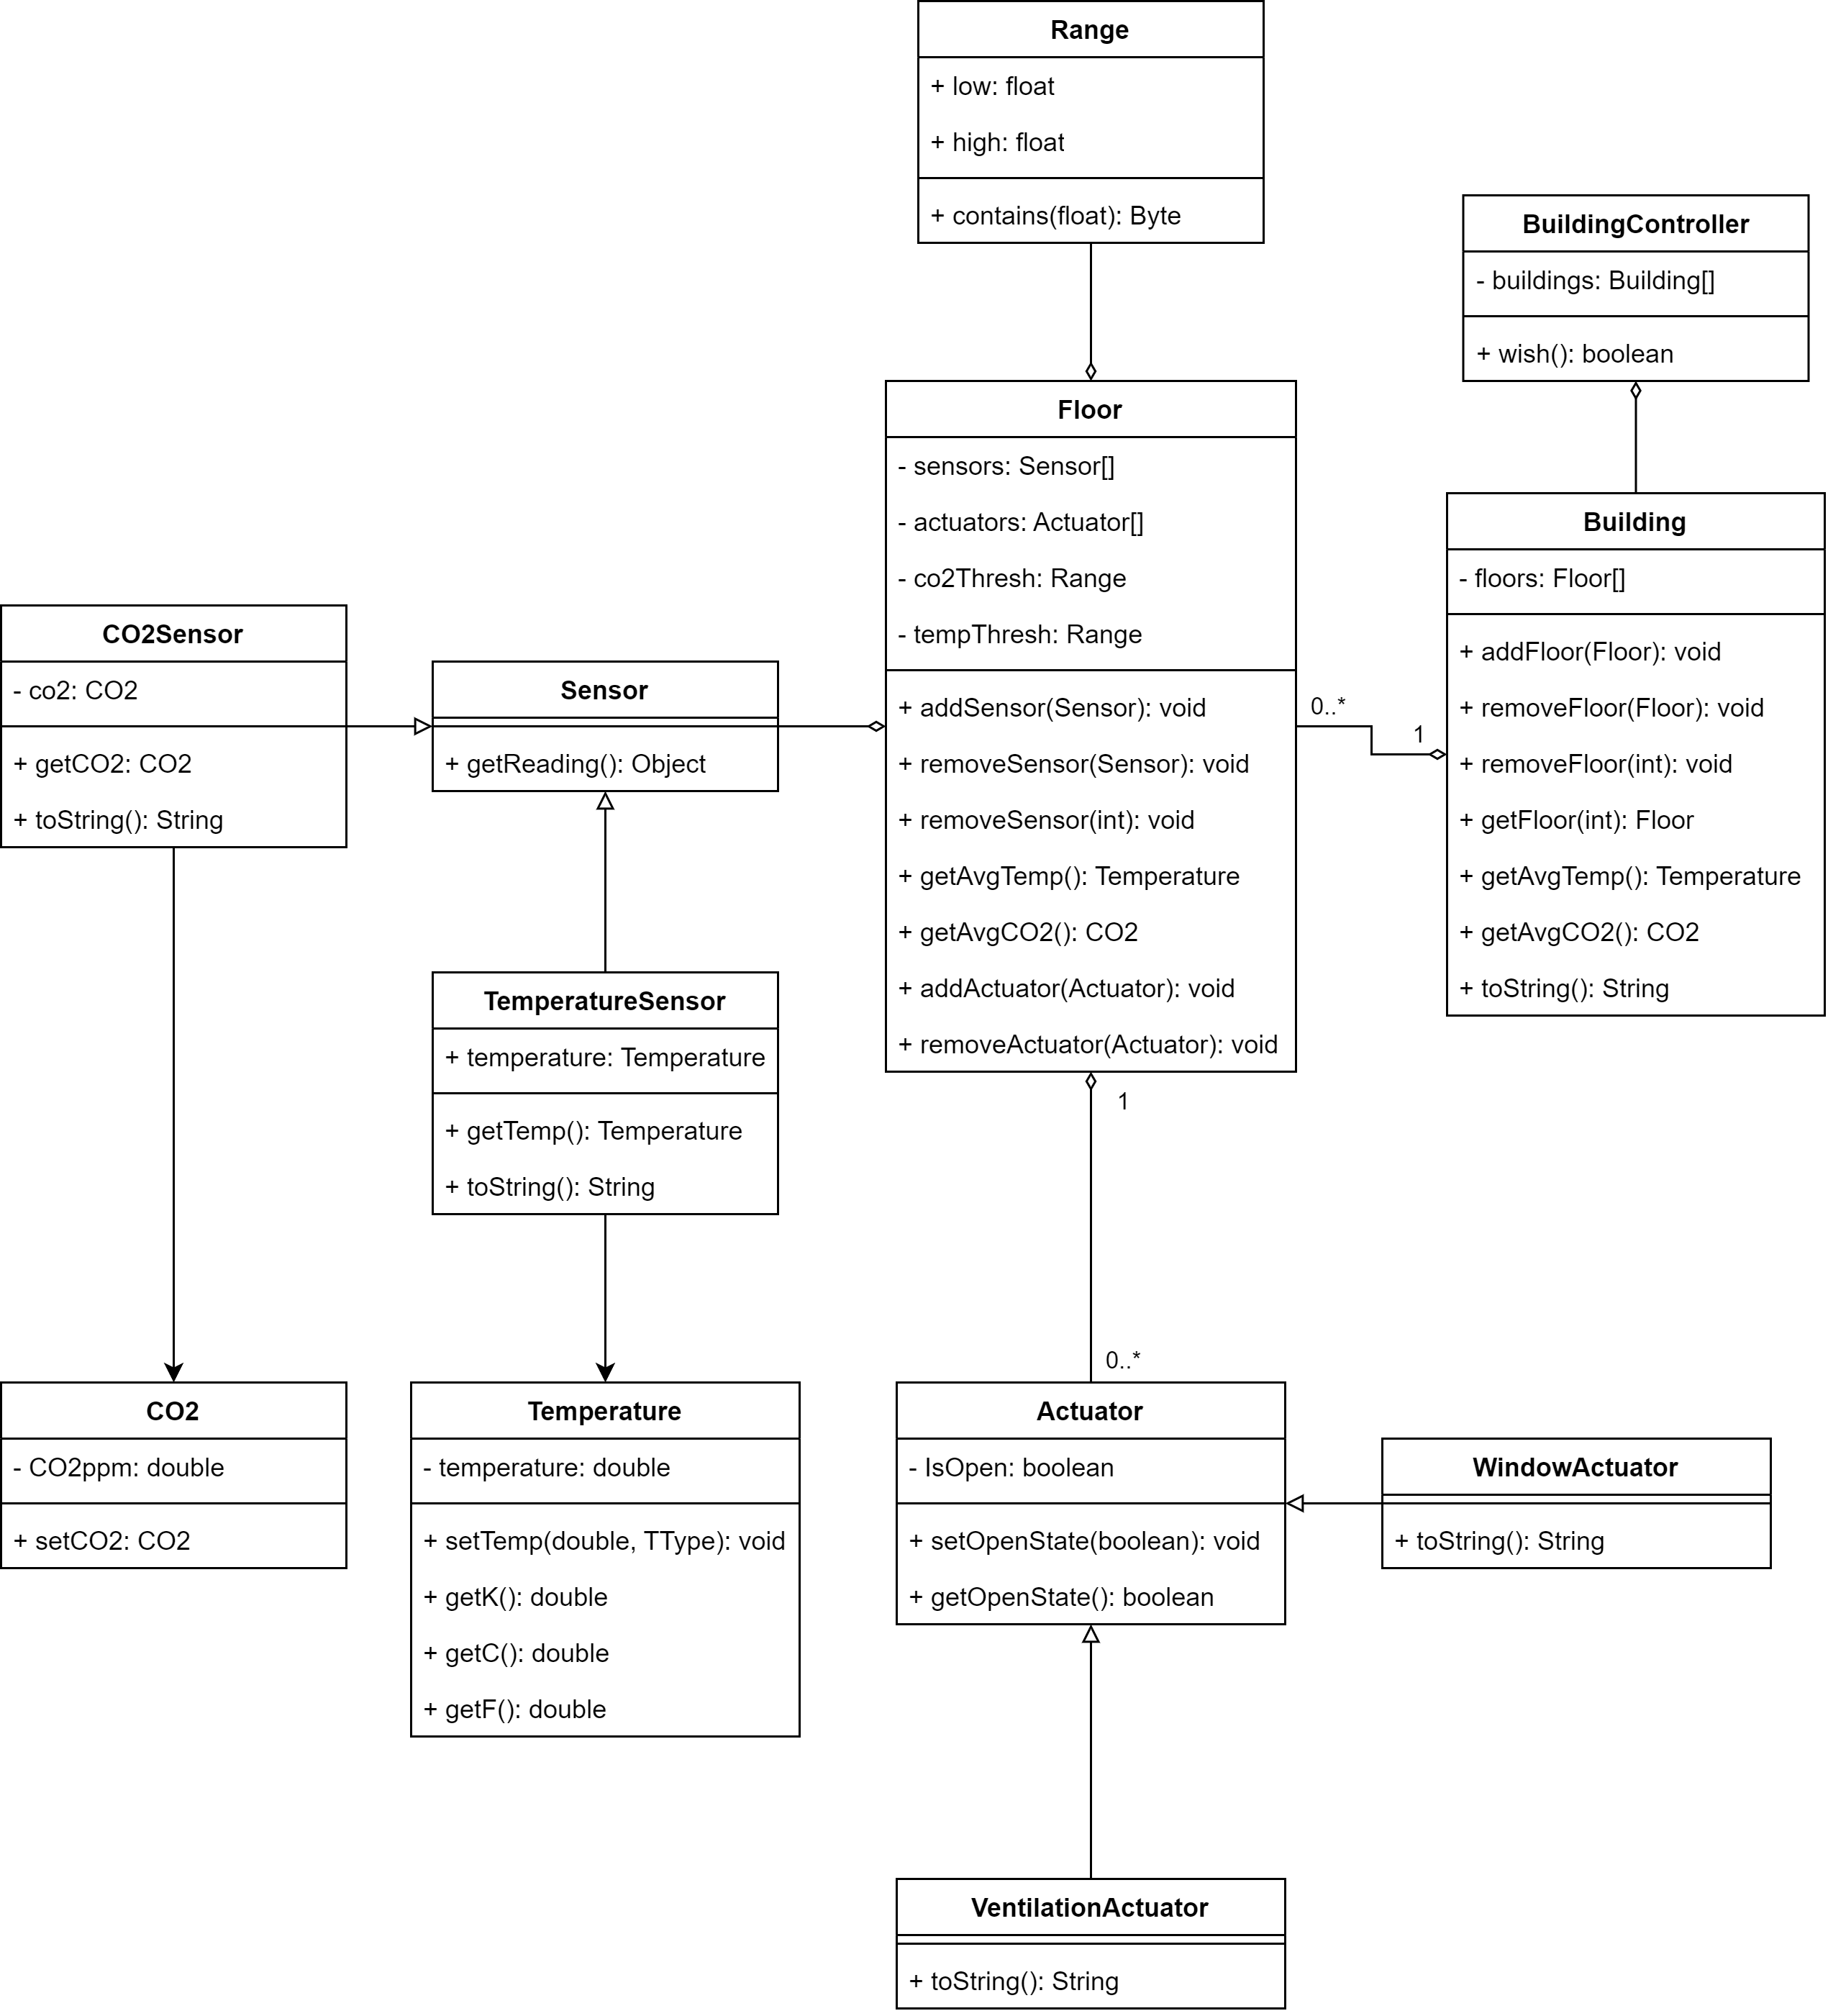 Range
+ low: float
+ high: float
+ contains(float): Byte
BuildingController
- buildings: Building[]
+ wish(): boolean
Floor
- sensors: Sensor[]
- actuators: Actuator[]
- co2Thresh: Range
- tempThresh: Range
+ addSensor(Sensor): void
+ removeSensor(Sensor): void
+ removeSensor(int): void
+ getAvgTemp(): Temperature
+ getAvgCO2(): CO2
+ addActuator(Actuator): void
+ removeActuator(Actuator): void
Building
- floors: Floor[]
+ addFloor(Floor): void
+ removeFloor(Floor): void
+ removeFloor(int): void
+ getFloor(int): Floor
+ getAvgTemp(): Temperature
+ getAvgCO2(): CO2
+ toString(): String
0..*
1
CO2Sensor
- co2: CO2
+ getCO2: CO2
+ toString(): String
Sensor
+ getReading(): Object
TemperatureSensor
+ temperature: Temperature
+ getTemp(): Temperature
+ toString(): String
1
0..*
CO2
- CO2ppm: double
+ setCO2: CO2
Temperature
- temperature: double
+ setTemp(double, TType): void
+ getK(): double
+ getC(): double
+ getF(): double
Actuator
- IsOpen: boolean
+ setOpenState(boolean): void
+ getOpenState(): boolean
WindowActuator
+ toString(): String
VentilationActuator
+ toString(): String